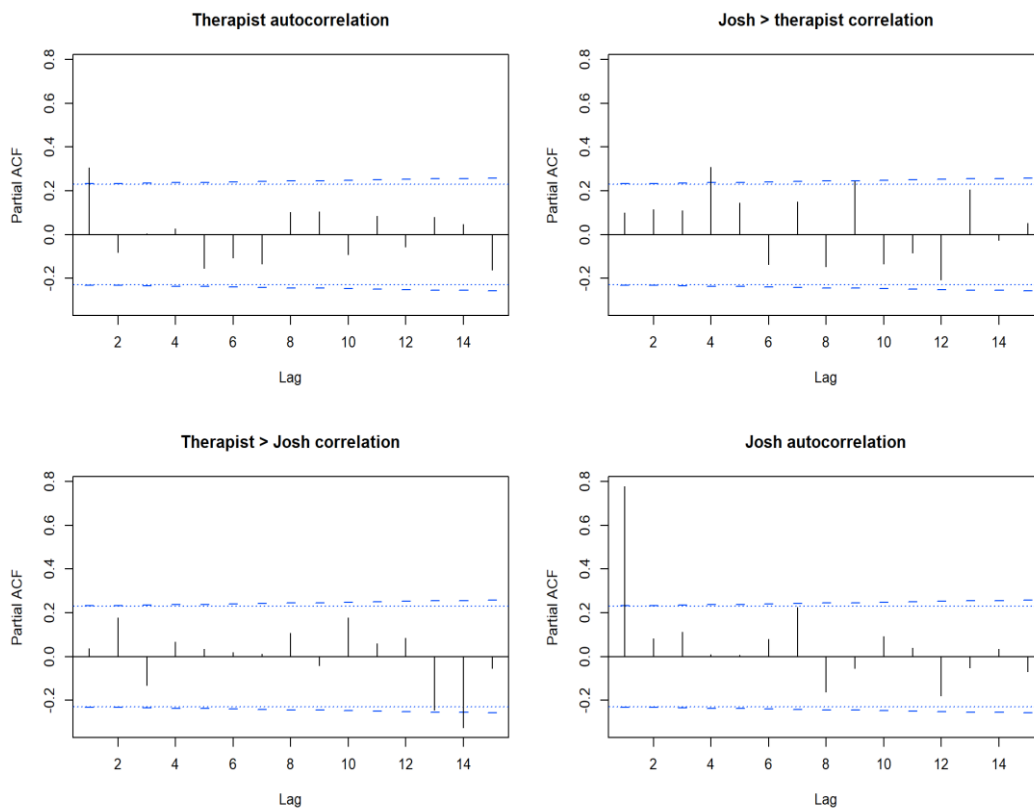 Therapist autocorrelation
Partial ACF
0.8
0.6
0.4
0.2
0.0
-0.2
2 4 6 8 10 12 14
Lag
Josh > therapist correlation
Partial ACF
0.8
0.6
0.4
0.2
0.0
-0.2
2 4 6 8 10 12 14
Lag
Therapist > Josh correlation
Partial ACF
0.8
0.6
0.4
0.2
0.0
-0.2
2 4 6 8 10 12 14
Lag
Josh autocorrelation
Partial ACF
0.8
0.6
0.4
0.2
0.0
-0.2
2 4 6 8 10 12 14
Lag